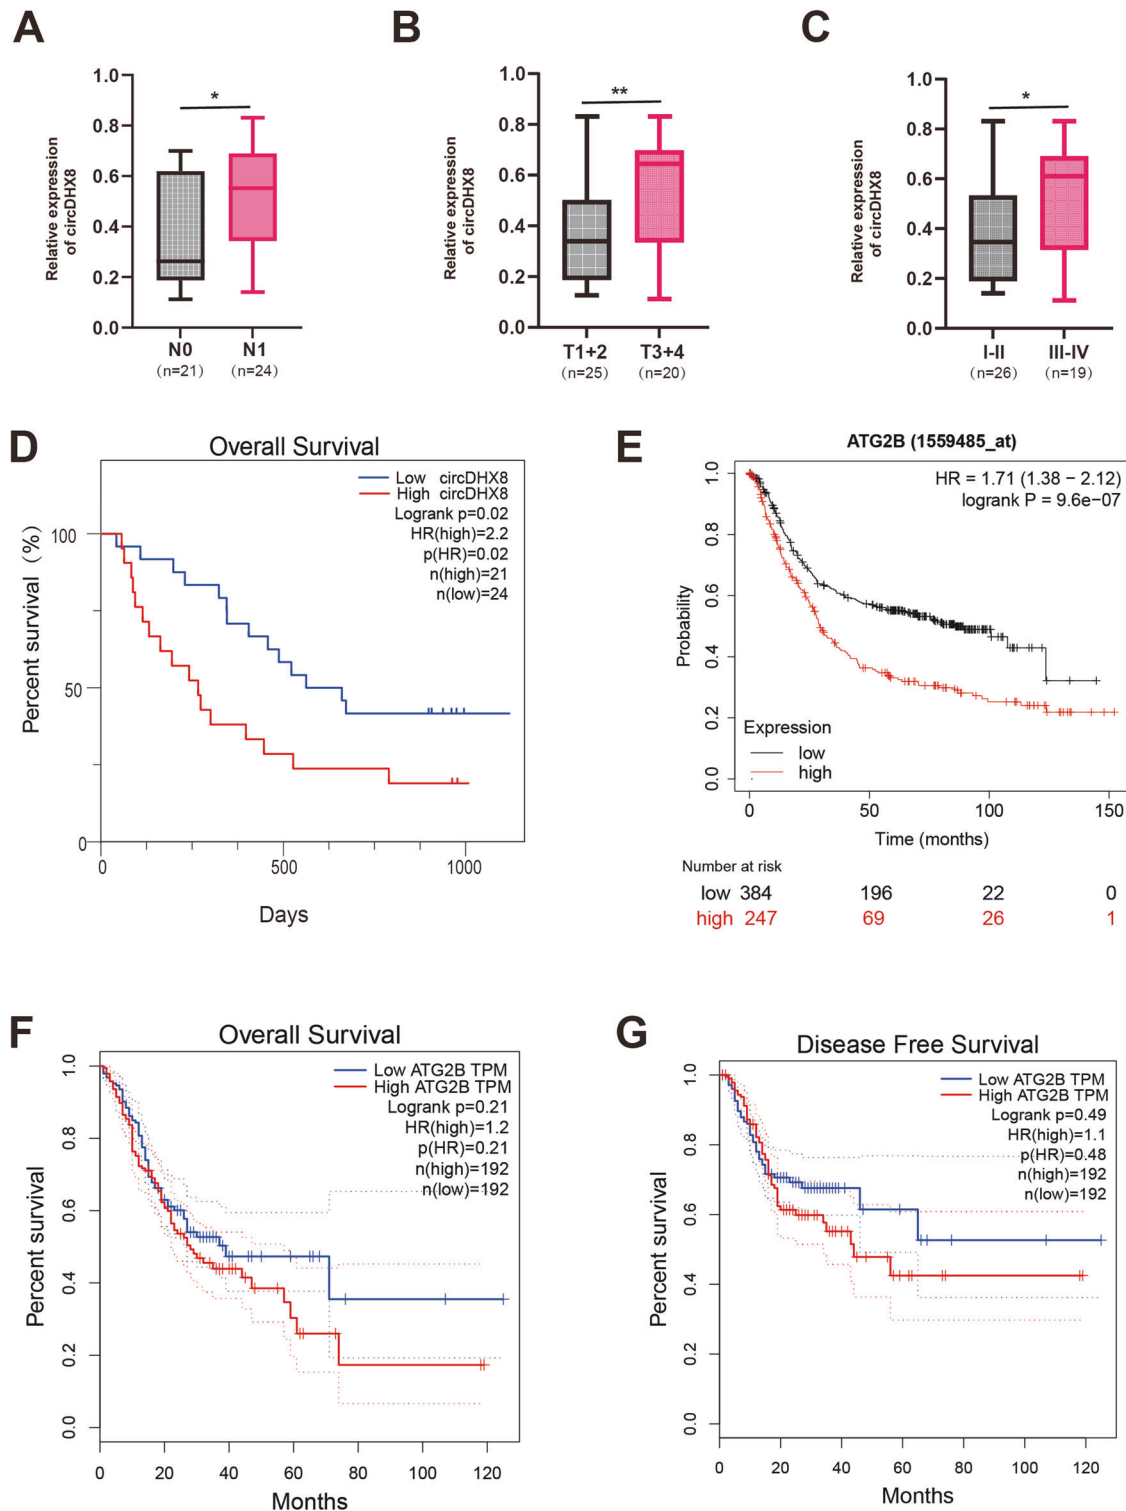 A
Relative expression
of circDHX8
1.0
0.8
0.6
0.4
0.2
0.0
*
N0
N1
(n=21)
(n=24)
B
Relative expression
of circDHX8
1.0
0.8
0.6
0.4
0.2
0.0
**
T1+2
T3+4
(n=25)
(n=20)
C
Relative expression
of circDHX8
1.0
0.8
0.6
0.4
0.2
0.0
*
I-II
III-IV
(n=26)
(n=19)
D
Overall Survival
Low circDHX8
High circDHX8
Logrank p=0.02
HR(high)=2.2
p(HR)=0.02
n(high)=21
n(low)=24
Percent survival (%)
100
50
0
0
500
1000
Days
E
ATG2B (1559485_at)
HR = 1.71 (1.38 − 2.12)
logrank P = 9.6e−07
Probability
1.0
0.8
0.6
0.4
0.2
0.0
Expression
low
high
0
50
100
150
Time (months)
Number at risk
low 384 196 22 0
high 247 69 26 1
F
Overall Survival
Low ATG2B TPM
High ATG2B TPM
Logrank p=0.21
HR(high)=1.2
p(HR)=0.21
n(high)=192
n(low)=192
Percent survival
1.0
0.8
0.6
0.4
0.2
0.0
0
20
40
60
80
100
120
Months
G
Disease Free Survival
Low ATG2B TPM
High ATG2B TPM
Logrank p=0.49
HR(high)=1.1
p(HR)=0.48
n(high)=192
n(low)=192
Percent survival
1.0
0.8
0.6
0.4
0.2
0.0
0
20
40
60
80
100
120
Months